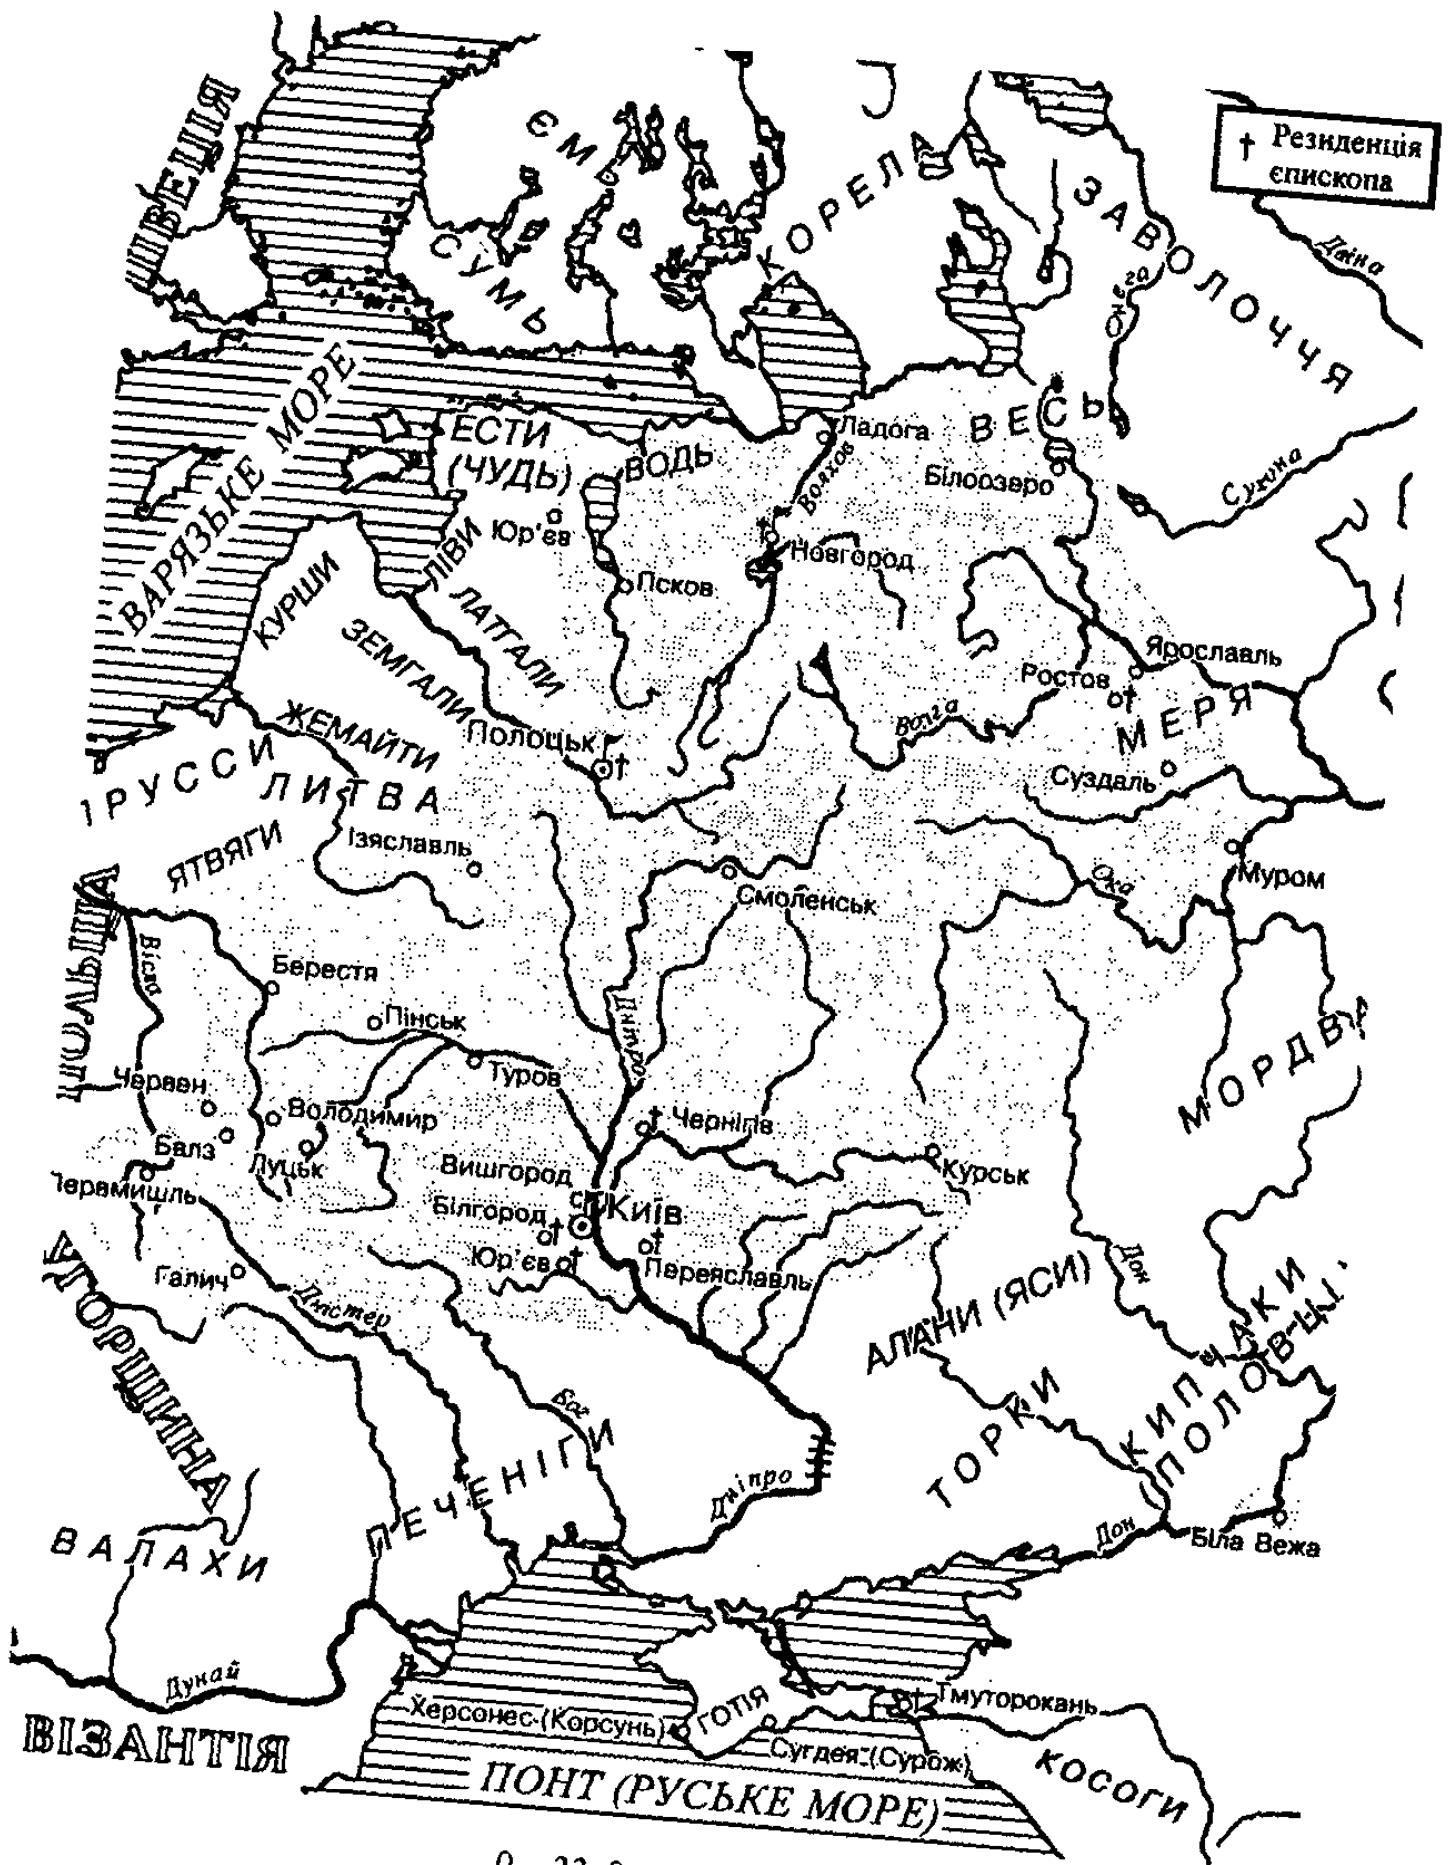 † Резиденція
єпископа
ШВЕЦІЯ
ЄМЬ
СУМЬ
КОРЕЛА
ЗАВОЛОЧЧЯ
Двіна
Онега
ВАРЯЗЬКЕ МОРЕ
ЕСТИ
(ЧУДЬ)
ВОДЬ
Ладога
ВЕСЬ
Білоозеро
Сухона
Волхов
Юр'єв
Новгород
Псков
ЛІВИ
КУРШИ
ЛАТГАЛИ
ЗЕМГАЛИ
Ярославль
Ростов
МЕРЯ
Волга
Суздаль
ЖЕМАЙТИ
Полоцьк
ПРУССИ
ЛИТВА
Ізяславль
ЯТВЯГИ
Муром
Ока
Смоленськ
ПОЛЬЩА
Вісла
Берестя
Пінськ
Дніпро
Туров
МОРДВА
Червен
Володимир
Чернігів
Балз
Луцьк
Вишгород
Курськ
Перемишль
Білгород
Київ
Юр'єв
Переяславль
Галич
Дністер
УГОРЩИНА
АЛАНИ (ЯСИ)
Дон
КИПЧАКИ
(ПОЛОВЦІ)
Бог
ПЕЧЕНІГИ
ТОРКИ
Дніпро
Дон
Біла Вежа
ВАЛАХИ
Дунай
ВІЗАНТІЯ
Херсонес (Корсунь)
ГОТІЯ
Тмуторокань
Сугдея (Сурож)
КОСОГИ
ПОНТ (РУСЬКЕ МОРЕ)